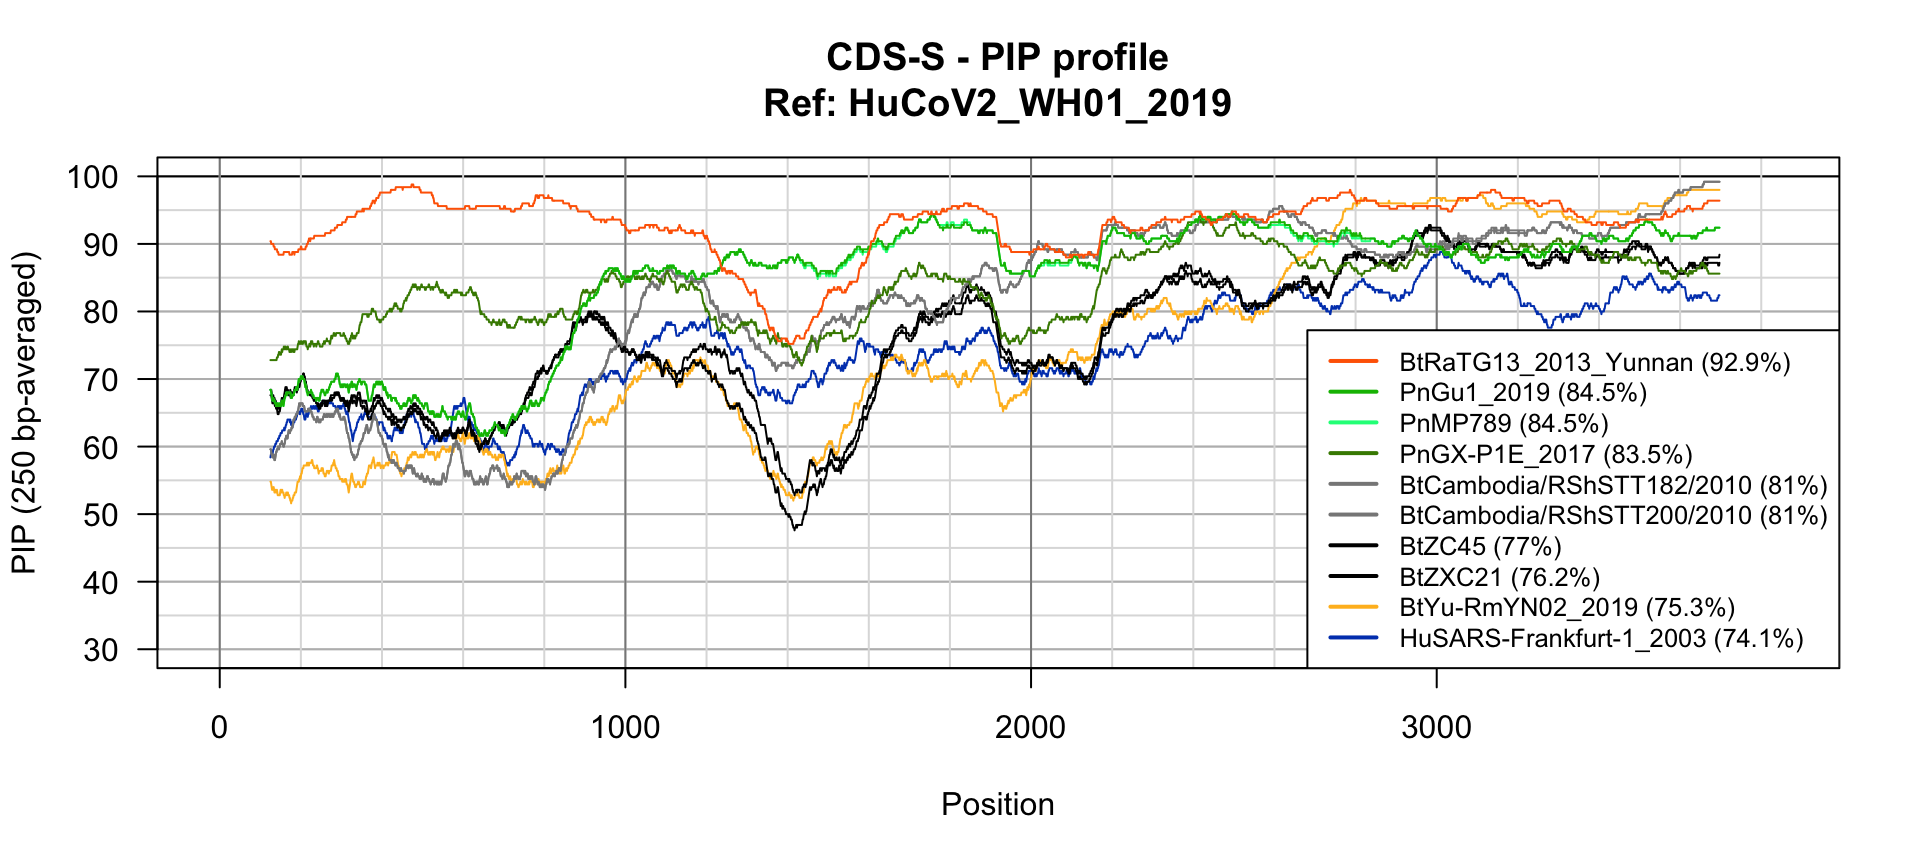 CDS-S - PIP profile
Ref: HuCoV2_WH01_2019
PIP (250 bp-averaged)
100
90
80
70
60
50
40
30
BtRaTG13_2013_Yunnan (92.9%)
PnGu1_2019 (84.5%)
PnMP789 (84.5%)
PnGX-P1E_2017 (83.5%)
BtCambodia/RShSTT182/2010 (81%)
BtCambodia/RShSTT200/2010 (81%)
BtZC45 (77%)
BtZXC21 (76.2%)
BtYu-RmYN02_2019 (75.3%)
HuSARS-Frankfurt-1_2003 (74.1%)
0 1000 2000 3000
Position